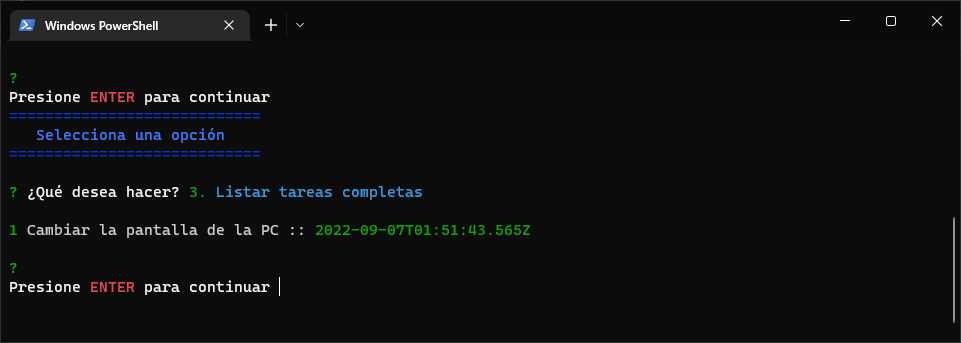 Windows PowerShell
?
Presione ENTER para continuar
============================
Selecciona una opción
============================
? ¿Qué desea hacer? 3. Listar tareas completas
1 Cambiar la pantalla de la PC :: 2022-09-07T01:51:43.565Z
?
Presione ENTER para continuar